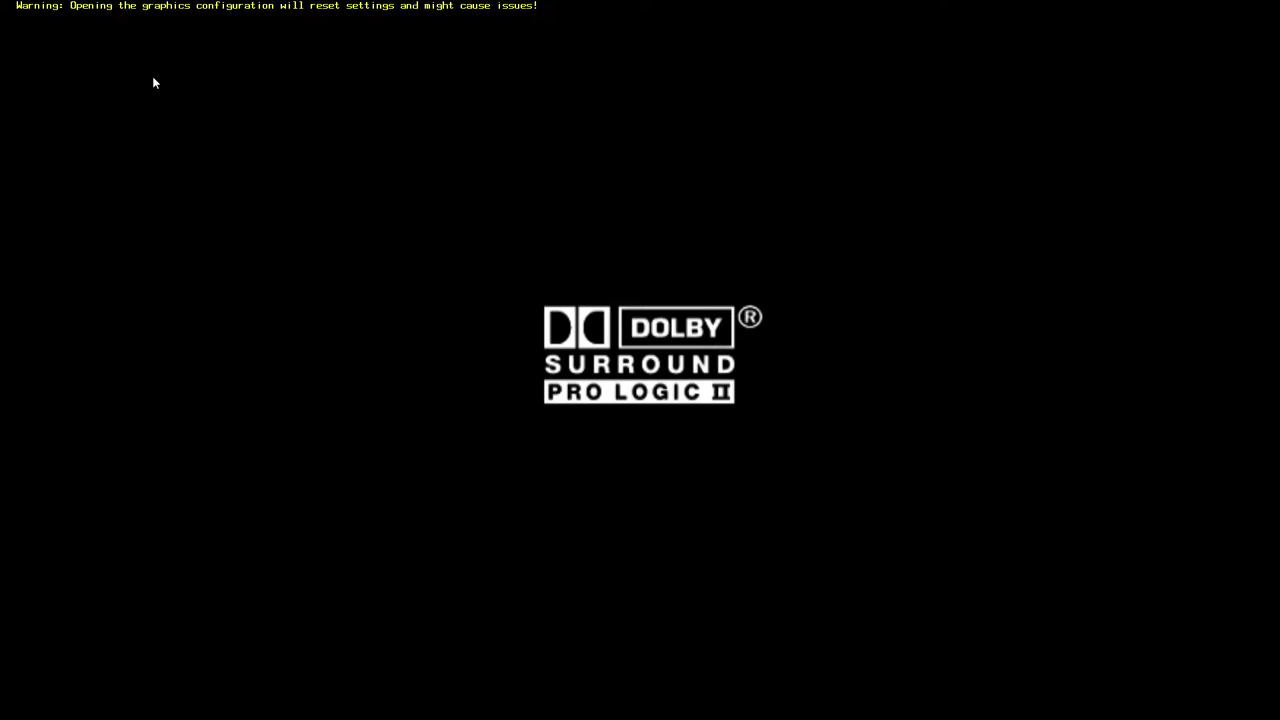 Warning: Opening the graphics configuration will reset settings and might cause issues!
DOLBY ®
SURROUND
PRO LOGIC II